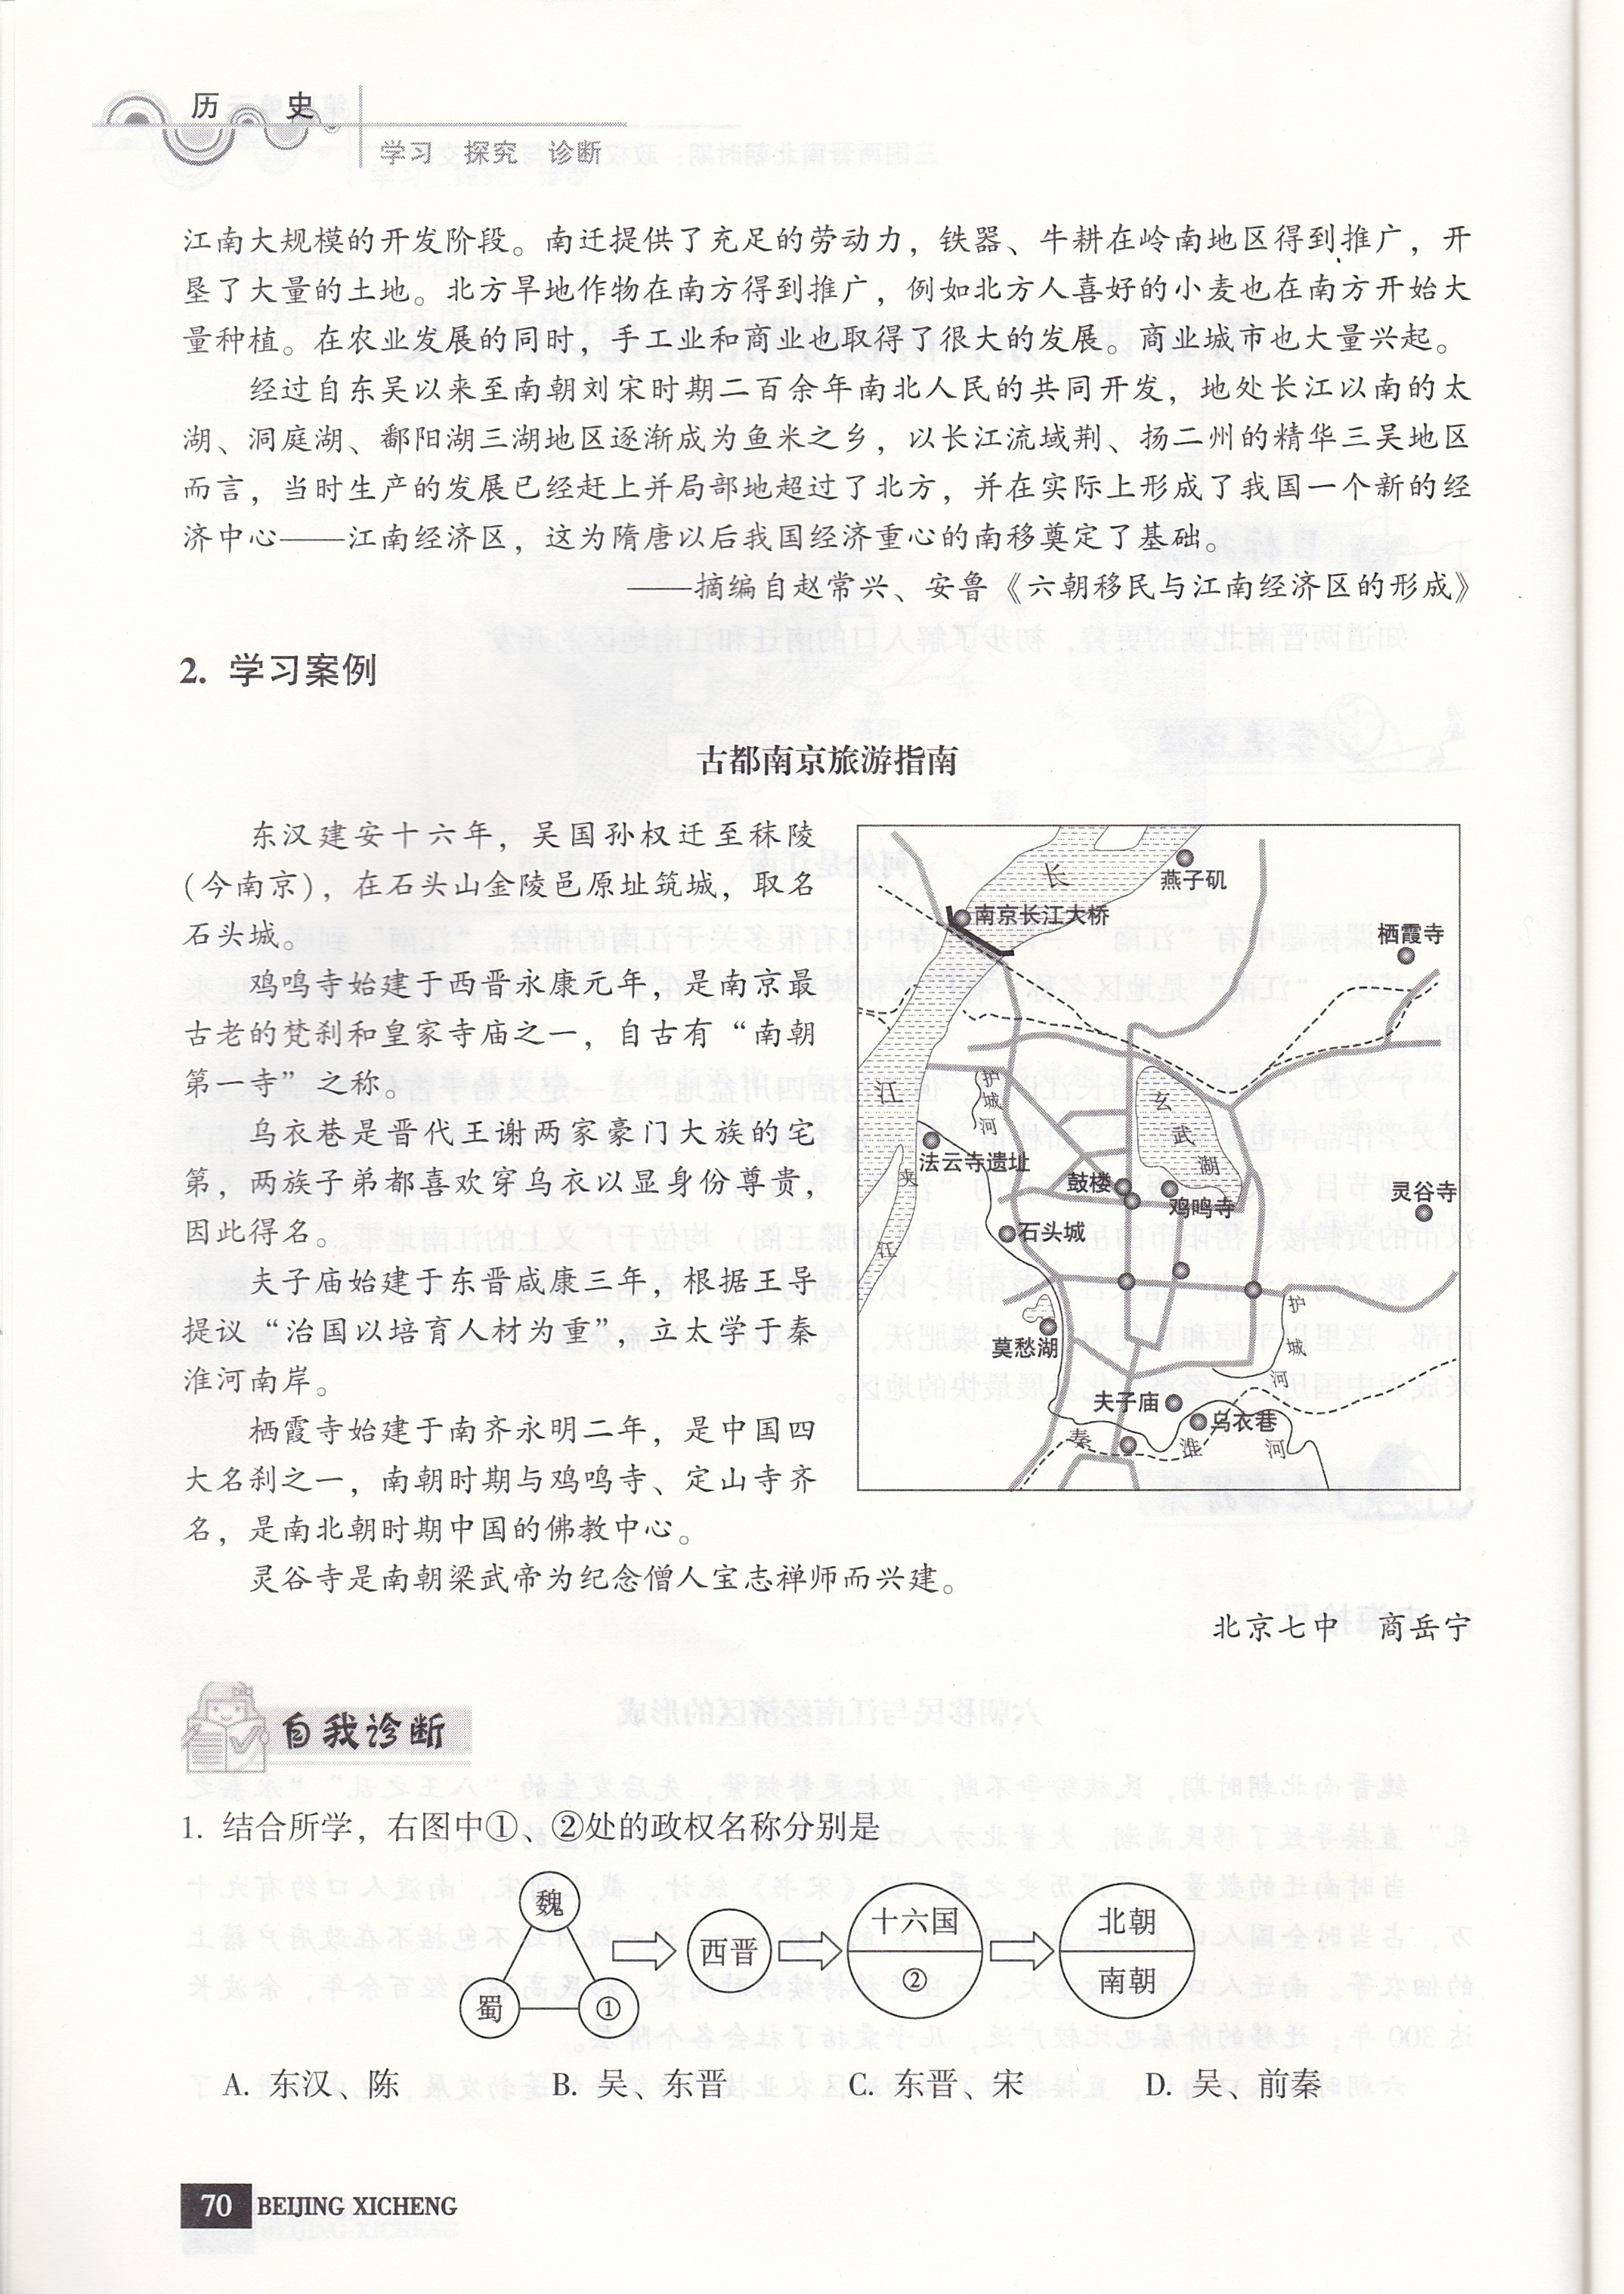 历 史
学习 探究 诊断
江南大规模的开发阶段。南迁提供了充足的劳动力，铁器、牛耕在岭南地区得到推广，开
垦了大量的土地。北方旱地作物在南方得到推广，例如北方人喜好的小麦也在南方开始大
量种植。在农业发展的同时，手工业和商业也取得了很大的发展。商业城市也大量兴起。
经过自东吴以来至南朝刘宋时期二百余年南北人民的共同开发，地处长江以南的太
湖、洞庭湖、鄱阳湖三湖地区逐渐成为鱼米之乡，以长江流域荆、扬二州的精华三吴地区
而言，当时生产的发展已经赶上并局部地超过了北方，并在实际上形成了我国一个新的经
济中心——江南经济区，这为隋唐以后我国经济重心的南移奠定了基础。
——摘编自赵常兴、安鲁《六朝移民与江南经济区的形成》
2. 学习案例
古都南京旅游指南
东汉建安十六年，吴国孙权迁至秣陵
(今南京)，在石头山金陵邑原址筑城，取名
石头城。
鸡鸣寺始建于西晋永康元年，是南京最
古老的梵刹和皇家寺庙之一，自古有“南朝
第一寺”之称。
乌衣巷是晋代王谢两家豪门大族的宅
第，两族子弟都喜欢穿乌衣以显身份尊贵，
因此得名。
夫子庙始建于东晋咸康三年，根据王导
提议“治国以培育人材为重”，立太学于秦
淮河南岸。
栖霞寺始建于南齐永明二年，是中国四
大名刹之一，南朝时期与鸡鸣寺、定山寺齐
名，是南北朝时期中国的佛教中心。
灵谷寺是南朝梁武帝为纪念僧人宝志禅师而兴建。
北京七中 商岳宁
长
江
燕子矶
南京长江大桥
栖霞寺
护城河
玄武湖
法云寺遗址
夹江
鼓楼
鸡鸣寺
灵谷寺
石头城
护城河
莫愁湖
夫子庙
乌衣巷
秦淮河
自我诊断
1. 结合所学，右图中①、②处的政权名称分别是
魏
蜀
①
西晋
十六国
②
北朝
南朝
A. 东汉、陈 B. 吴、东晋 C. 东晋、宋 D. 吴、前秦
70 BEIJING XICHENG